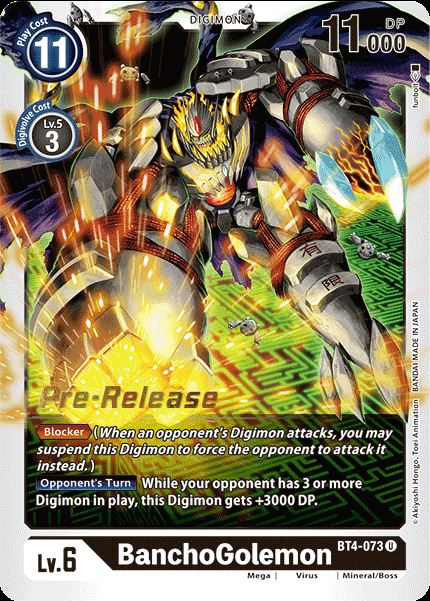 DIGIMON
Play Cost
11
11000
DP
Digivolve Cost
Lv.5
3
funbolt
有
限
Pre-Release
Blocker (When an opponent's Digimon attacks, you may
suspend this Digimon to force the opponent to attack it
instead.)
Opponent's Turn While your opponent has 3 or more
Digimon in play, this Digimon gets +3000 DP.
©Akiyoshi Hongo, Toei Animation BANDAI MADE IN JAPAN
Lv.6
BanchoGolemon
BT4-073 U
Mega | Virus | Mineral/Boss